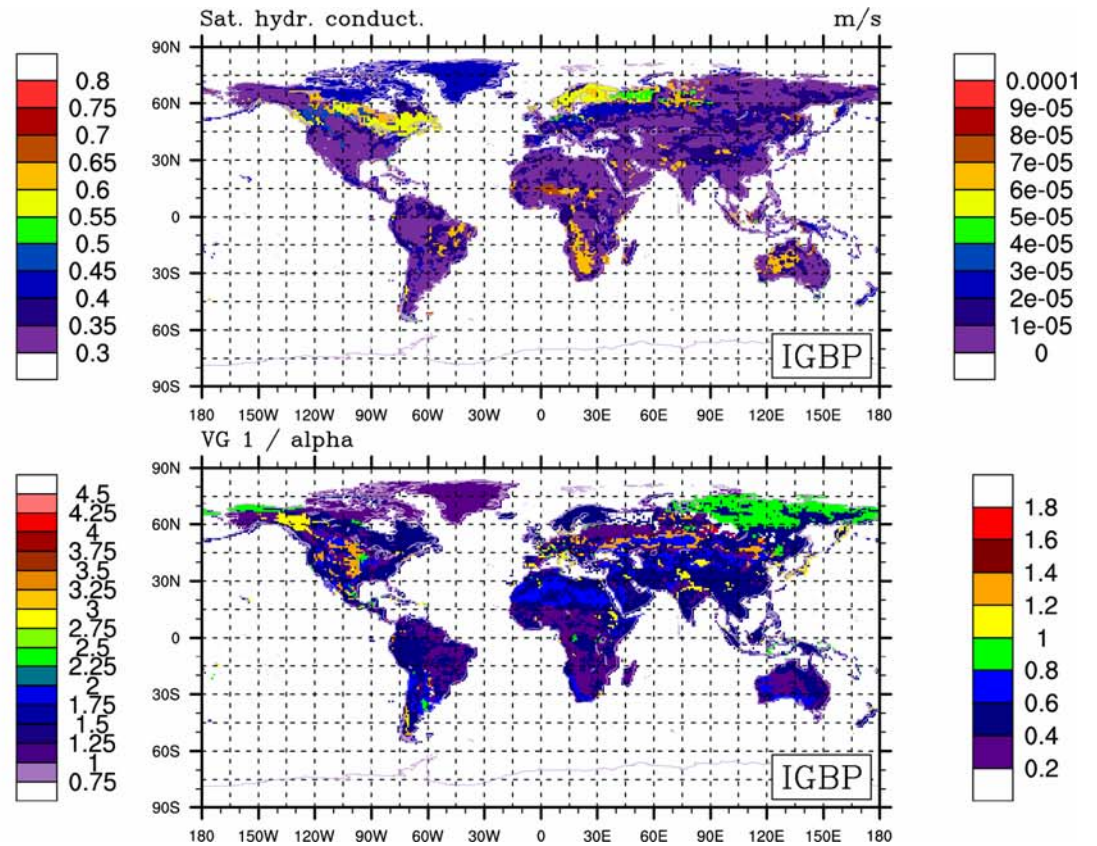 Sat. hydr. conduct. m/s
90N
60N
30N
0
30S
60S
90S
180 150W 120W 90W 60W 30W 0 30E 60E 90E 120E 150E 180
IGBP
0.8
0.75
0.7
0.65
0.6
0.55
0.5
0.45
0.4
0.35
0.3
0.0001
9e-05
8e-05
7e-05
6e-05
5e-05
4e-05
3e-05
2e-05
1e-05
0
VG 1 / alpha
90N
60N
30N
0
30S
60S
90S
180 150W 120W 90W 60W 30W 0 30E 60E 90E 120E 150E 180
IGBP
4.5
4.25
4
3.75
3.5
3.25
3
2.75
2.5
2.25
2
1.75
1.5
1.25
1
0.75
1.8
1.6
1.4
1.2
1
0.8
0.6
0.4
0.2